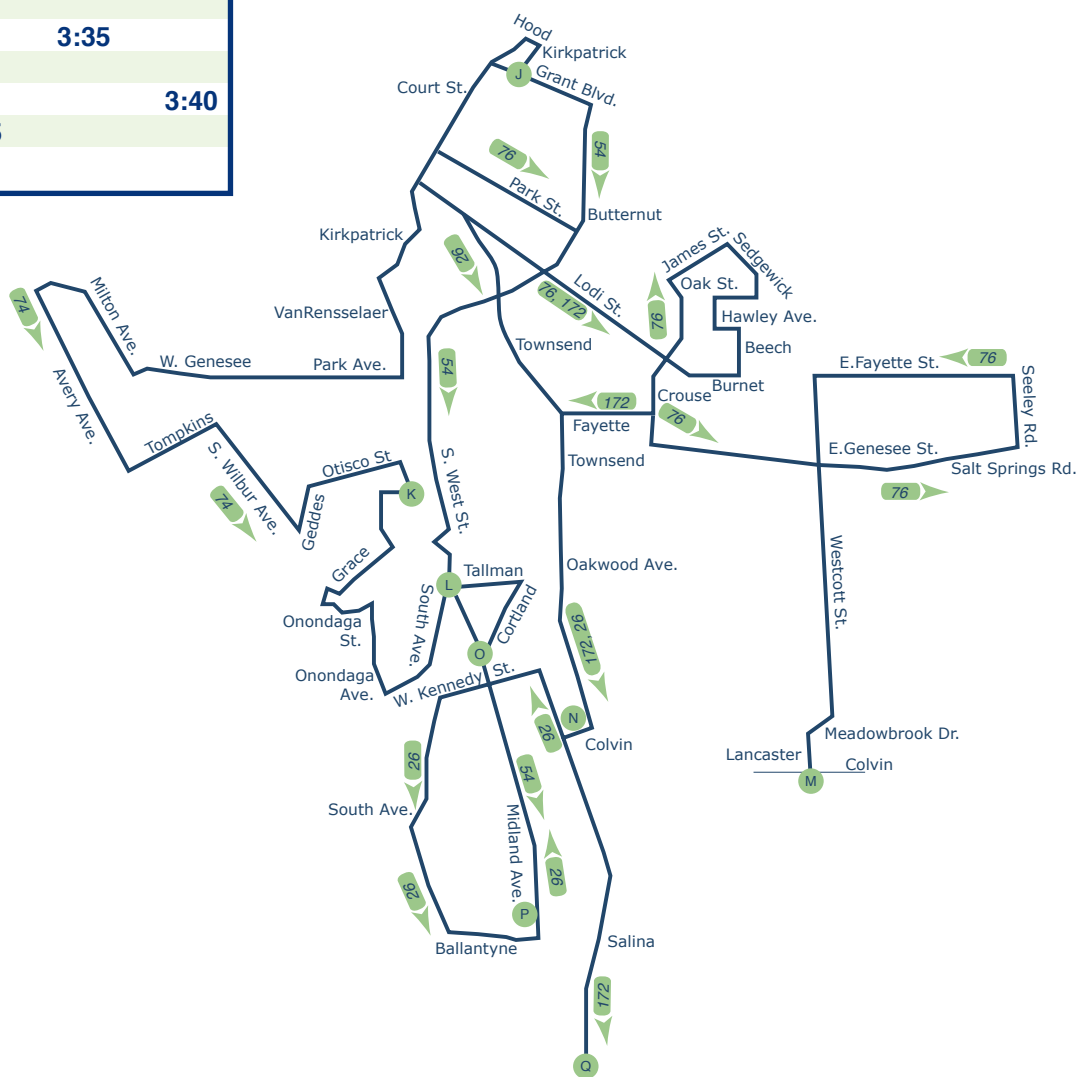 3:35
3:40
Hood
Kirkpatrick
J
Grant Blvd.
Court St.
54
76
Park St.
Butternut
Kirkpatrick
26
James St.
Sedgewick
Oak St.
Lodi St.
76, 172
76
Hawley Ave.
74
Milton Ave.
VanRensselaer
Townsend
Beech
W. Genesee
Park Ave.
54
Burnet
E.Fayette St.
76
Seeley Rd.
Avery Ave.
Crouse
172
Fayette
76
Tompkins
E.Genesee St.
S. Wilbur Ave.
Otisco St
S. West St.
Townsend
Salt Springs Rd.
74
Geddes
K
76
Grace
Oakwood Ave.
Westcott St.
Tallman
L
South Ave.
Cortland
Onondaga
St.
172, 26
O
Onondaga
Ave.
W. Kennedy St.
N
26
Colvin
Meadowbrook Dr.
Lancaster
Colvin
M
26
54
South Ave.
Midland Ave.
26
26
P
Ballantyne
Salina
172
Q